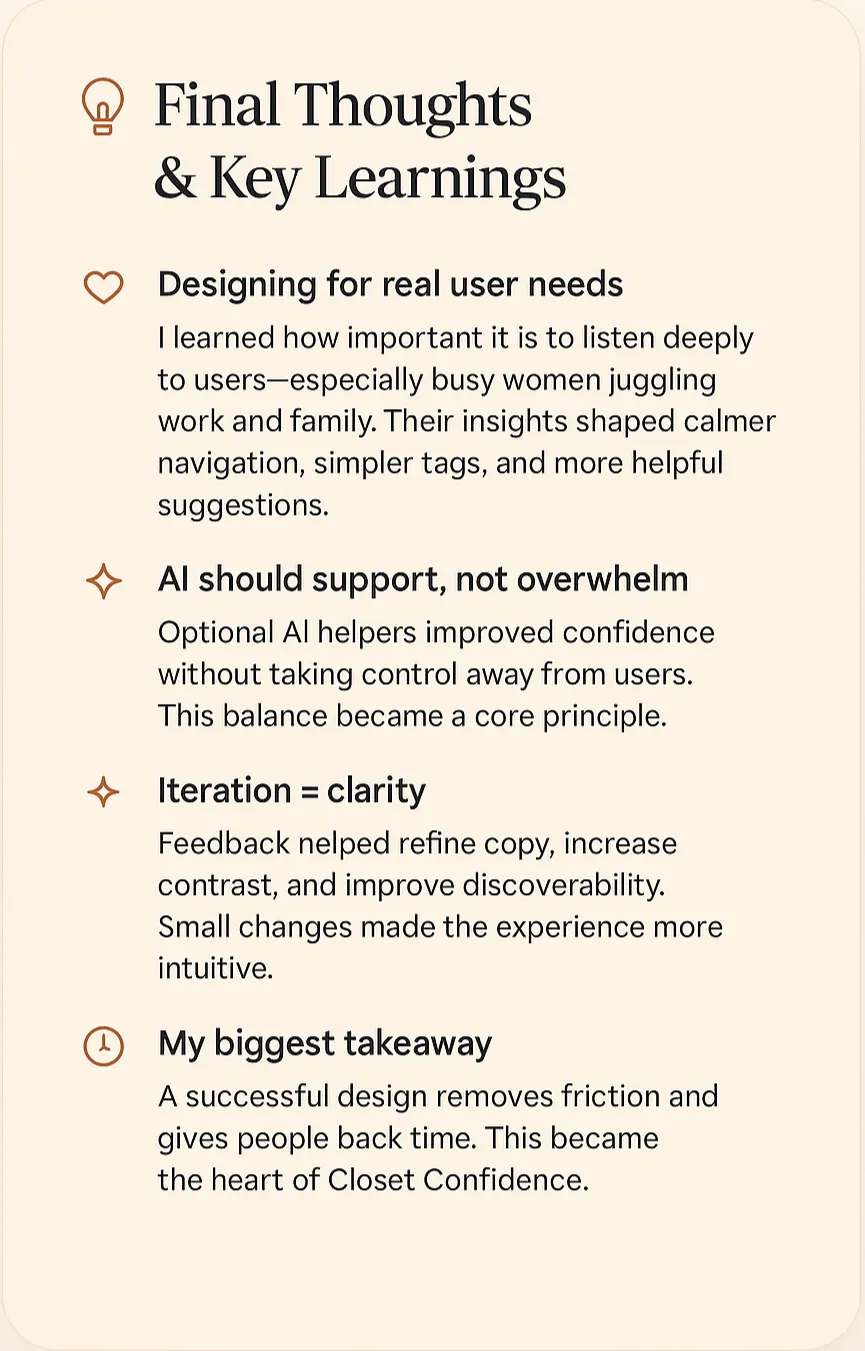 Final Thoughts
& Key Learnings
Designing for real user needs
I learned how important it is to listen deeply
to users—especially busy women juggling
work and family. Their insights shaped calmer
navigation, simpler tags, and more helpful
suggestions.
AI should support, not overwhelm
Optional AI helpers improved confidence
without taking control away from users.
This balance became a core principle.
Iteration = clarity
Feedback nelped refine copy, increase
contrast, and improve discoverability.
Small changes made the experience more
intuitive.
My biggest takeaway
A successful design removes friction and
gives people back time. This became
the heart of Closet Confidence.